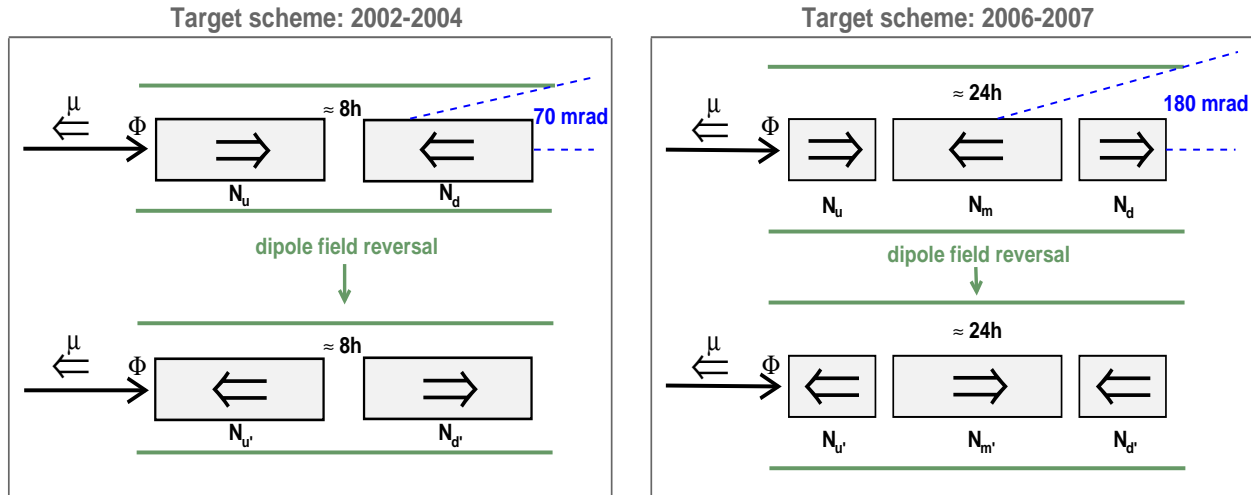 Target scheme: 2002-2004
μ
Φ
≈ 8h
70 mrad
N_u
N_d
dipole field reversal
μ
Φ
≈ 8h
N_u'
N_d'
Target scheme: 2006-2007
μ
Φ
≈ 24h
180 mrad
N_u
N_m
N_d
dipole field reversal
μ
Φ
≈ 24h
N_u'
N_m'
N_d'